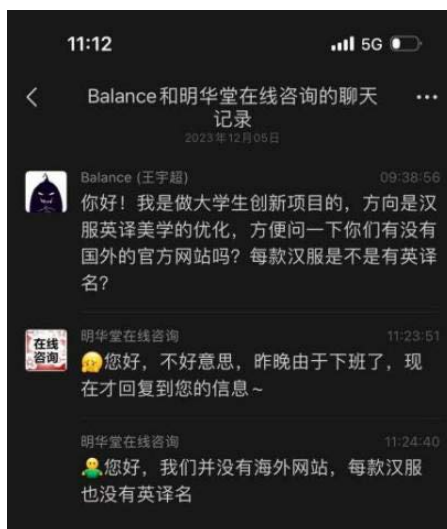 11:12
5G
Balance和明华堂在线咨询的聊天
记录
2023年12月05日
Balance (王宇超)
09:38:56
你好！我是做大学生创新项目的，方向是汉
服英译美学的优化，方便问一下你们有没有
国外的官方网站吗？每款汉服是不是有英译
名？
在线
咨询
明华堂在线咨询
11:23:51
您好，不好意思，昨晚由于下班了，现
在才回复到您的信息~
明华堂在线咨询
11:24:40
您好，我们并没有海外网站，每款汉服
也没有英译名